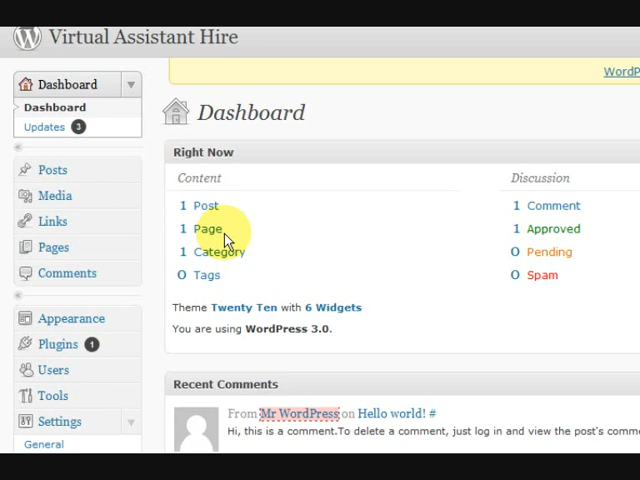 Virtual Assistant Hire
WordP
Dashboard
Dashboard
Updates 3
Posts
Media
Links
Pages
Comments
Appearance
Plugins 1
Users
Tools
Settings
General
Dashboard
Right Now
Content
1 Post
1 Page
1 Category
0 Tags
Discussion
1 Comment
1 Approved
0 Pending
0 Spam
Theme Twenty Ten with 6 Widgets
You are using WordPress 3.0.
Recent Comments
From Mr WordPress on Hello world! #
Hi, this is a comment.To delete a comment, just log in and view the post's comme